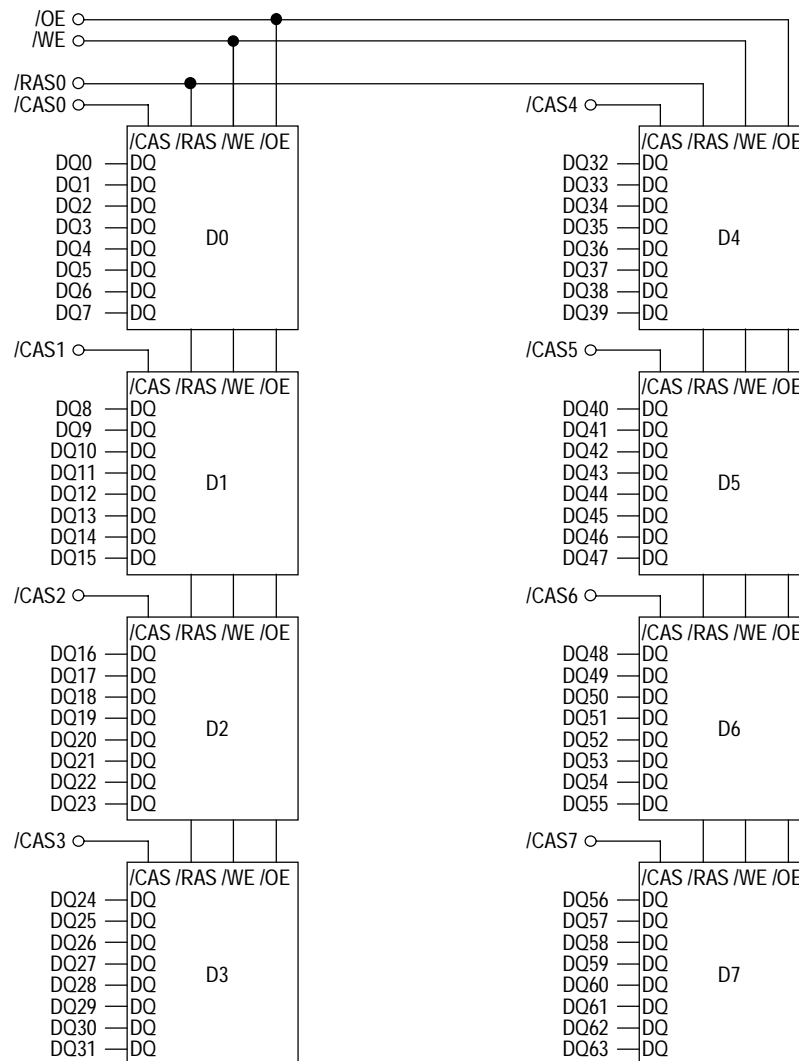 /OE
/WE
/RAS0
/CAS0
/CAS /RAS /WE /OE
DQ0 DQ
DQ1 DQ
DQ2 DQ
DQ3 DQ
DQ4 DQ
DQ5 DQ
DQ6 DQ
DQ7 DQ
D0
/CAS1
/CAS /RAS /WE /OE
DQ8 DQ
DQ9 DQ
DQ10 DQ
DQ11 DQ
DQ12 DQ
DQ13 DQ
DQ14 DQ
DQ15 DQ
D1
/CAS2
/CAS /RAS /WE /OE
DQ16 DQ
DQ17 DQ
DQ18 DQ
DQ19 DQ
DQ20 DQ
DQ21 DQ
DQ22 DQ
DQ23 DQ
D2
/CAS3
/CAS /RAS /WE /OE
DQ24 DQ
DQ25 DQ
DQ26 DQ
DQ27 DQ
DQ28 DQ
DQ29 DQ
DQ30 DQ
DQ31 DQ
D3
/CAS4
/CAS /RAS /WE /OE
DQ32 DQ
DQ33 DQ
DQ34 DQ
DQ35 DQ
DQ36 DQ
DQ37 DQ
DQ38 DQ
DQ39 DQ
D4
/CAS5
/CAS /RAS /WE /OE
DQ40 DQ
DQ41 DQ
DQ42 DQ
DQ43 DQ
DQ44 DQ
DQ45 DQ
DQ46 DQ
DQ47 DQ
D5
/CAS6
/CAS /RAS /WE /OE
DQ48 DQ
DQ49 DQ
DQ50 DQ
DQ51 DQ
DQ52 DQ
DQ53 DQ
DQ54 DQ
DQ55 DQ
D6
/CAS7
/CAS /RAS /WE /OE
DQ56 DQ
DQ57 DQ
DQ58 DQ
DQ59 DQ
DQ60 DQ
DQ61 DQ
DQ62 DQ
DQ63 DQ
D7